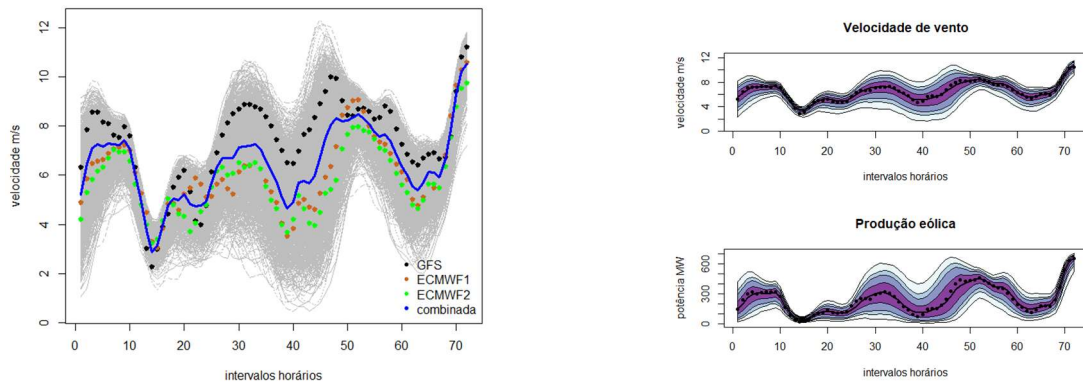 12
10
8
6
4
2
0
velocidade m/s
GFS
ECMWF1
ECMWF2
combinada
0 10 20 30 40 50 60 70
intervalos horários
Velocidade de vento
12
8
4
0
velocidade m/s
0 10 20 30 40 50 60 70
intervalos horários
Produção eólica
600
300
0
potência MW
0 10 20 30 40 50 60 70
intervalos horários